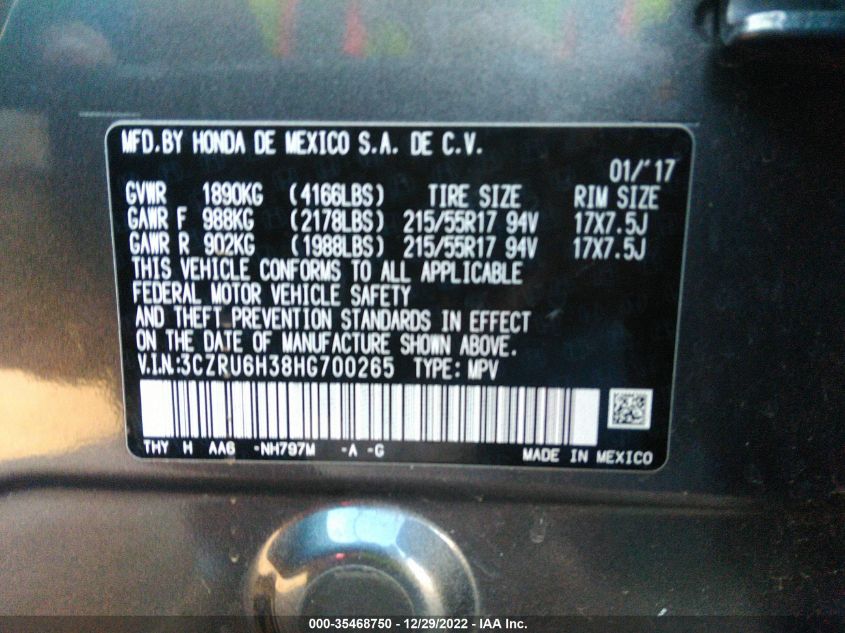 MFD.BY HONDA DE MEXICO S.A. DE C.V.
01/'17
GVWR 1890KG (4166LBS) TIRE SIZE RIM SIZE
GAWR F 988KG (2178LBS) 215/55R17 94V 17X7.5J
GAWR R 902KG (1988LBS) 215/55R17 94V 17X7.5J
THIS VEHICLE CONFORMS TO ALL APPLICABLE
FEDERAL MOTOR VEHICLE SAFETY
AND THEFT PREVENTION STANDARDS IN EFFECT
ON THE DATE OF MANUFACTURE SHOWN ABOVE.
V.I.N:3CZRU6H38HG700265 TYPE: MPV
THY H AA6 -NH797M -A -G MADE IN MEXICO
000-35468750 - 12/29/2022 - IAA Inc.